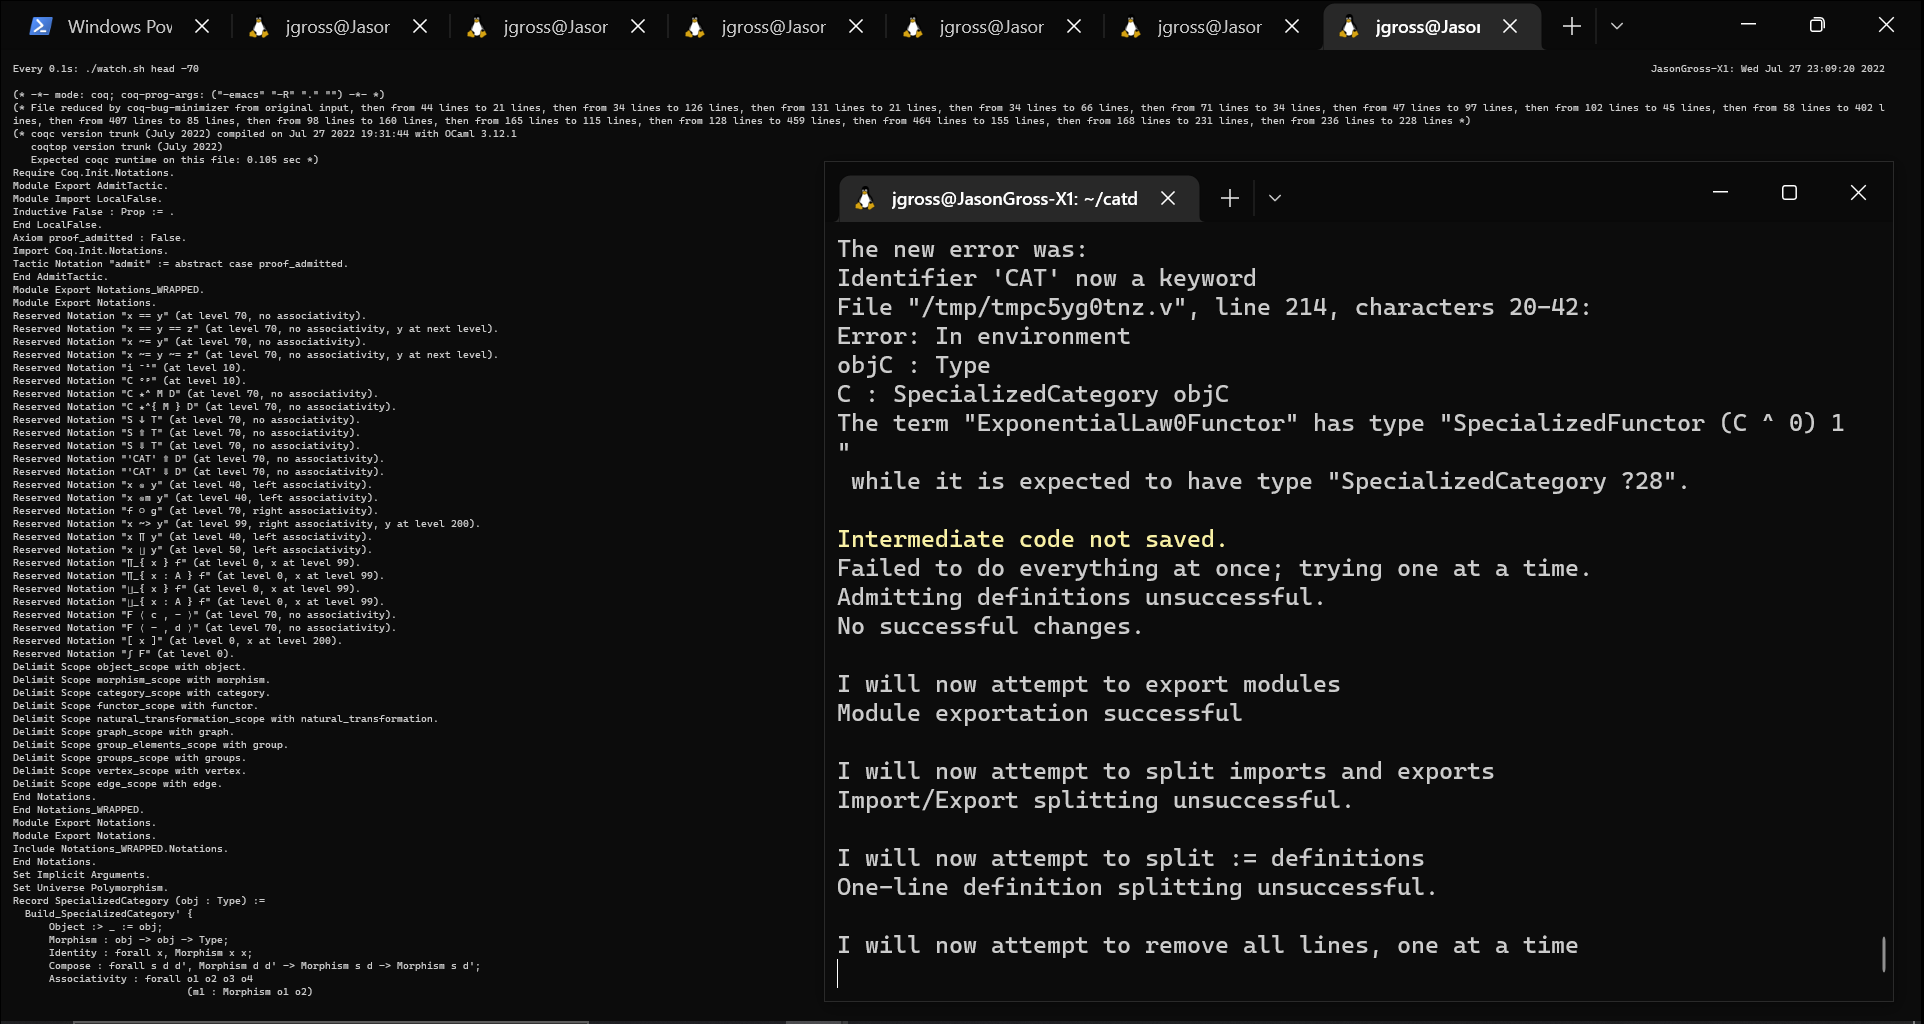 Windows Pow
jgross@Jasor
jgross@Jasor
jgross@Jasor
jgross@Jasor
jgross@Jasor
jgross@Jasor
Every 0.1s: ./watch.sh head -70
JasonGross-X1: Wed Jul 27 23:09:20 2022
(* -*- mode: coq; coq-prog-args: ("-emacs" "-R" "." "") -*- *)
(* File reduced by coq-bug-minimizer from original input, then from 44 lines to 21 lines, then from 34 lines to 126 lines, then from 131 lines to 21 lines, then from 34 lines to 66 lines, then from 71 lines to 34 lines, then from 47 lines to 97 lines, then from 102 lines to 45 lines, then from 58 lines to 402 l
ines, then from 407 lines to 85 lines, then from 98 lines to 160 lines, then from 165 lines to 115 lines, then from 128 lines to 459 lines, then from 464 lines to 155 lines, then from 168 lines to 231 lines, then from 236 lines to 228 lines *)
(* coqc version trunk (July 2022) compiled on Jul 27 2022 19:31:44 with OCaml 3.12.1
coqtop version trunk (July 2022)
Expected coqc runtime on this file: 0.105 sec *)
Require Coq.Init.Notations.
Module Export AdmitTactic.
Module Import LocalFalse.
Inductive False : Prop := .
End LocalFalse.
Axiom proof_admitted : False.
Import Coq.Init.Notations.
Tactic Notation "admit" := abstract case proof_admitted.
End AdmitTactic.
Module Export Notations_WRAPPED.
Module Export Notations.
Reserved Notation "x == y" (at level 70, no associativity).
Reserved Notation "x == y == z" (at level 70, no associativity, y at next level).
Reserved Notation "x ~= y" (at level 70, no associativity).
Reserved Notation "x ~= y ~= z" (at level 70, no associativity, y at next level).
Reserved Notation "i ⁻¹" (at level 10).
Reserved Notation "C ᵒᵖ" (at level 10).
Reserved Notation "C ★^ M D" (at level 70, no associativity).
Reserved Notation "C ★^{ M } D" (at level 70, no associativity).
Reserved Notation "S ↓ T" (at level 70, no associativity).
Reserved Notation "S ⇑ T" (at level 70, no associativity).
Reserved Notation "S ⇓ T" (at level 70, no associativity).
Reserved Notation "'CAT' ⇑ D" (at level 70, no associativity).
Reserved Notation "'CAT' ⇓ D" (at level 70, no associativity).
Reserved Notation "x ⊗ y" (at level 40, left associativity).
Reserved Notation "x ⊗m y" (at level 40, left associativity).
Reserved Notation "f ○ g" (at level 70, right associativity).
Reserved Notation "x ~> y" (at level 99, right associativity, y at level 200).
Reserved Notation "x ∏ y" (at level 40, left associativity).
Reserved Notation "x ∐ y" (at level 50, left associativity).
Reserved Notation "∏_{ x } f" (at level 0, x at level 99).
Reserved Notation "∏_{ x : A } f" (at level 0, x at level 99).
Reserved Notation "∐_{ x } f" (at level 0, x at level 99).
Reserved Notation "∐_{ x : A } f" (at level 0, x at level 99).
Reserved Notation "F ⟨ c , - ⟩" (at level 70, no associativity).
Reserved Notation "F ⟨ - , d ⟩" (at level 70, no associativity).
Reserved Notation "[ x ]" (at level 0, x at level 200).
Reserved Notation "∫ F" (at level 0).
Delimit Scope object_scope with object.
Delimit Scope morphism_scope with morphism.
Delimit Scope category_scope with category.
Delimit Scope functor_scope with functor.
Delimit Scope natural_transformation_scope with natural_transformation.
Delimit Scope graph_scope with graph.
Delimit Scope group_elements_scope with group.
Delimit Scope groups_scope with groups.
Delimit Scope vertex_scope with vertex.
Delimit Scope edge_scope with edge.
End Notations.
End Notations_WRAPPED.
Module Export Notations.
Module Export Notations.
Include Notations_WRAPPED.Notations.
End Notations.
Set Implicit Arguments.
Set Universe Polymorphism.
Record SpecializedCategory (obj : Type) :=
Build_SpecializedCategory' {
Object :> _ := obj;
Morphism : obj -> obj -> Type;
Identity : forall x, Morphism x x;
Compose : forall s d d', Morphism d d' -> Morphism s d -> Morphism s d';
Associativity : forall o1 o2 o3 o4
(m1 : Morphism o1 o2)
jgross@JasonGross-X1: ~/catd
The new error was:
Identifier 'CAT' now a keyword
File "/tmp/tmpc5yg0tnz.v", line 214, characters 20-42:
Error: In environment
objC : Type
C : SpecializedCategory objC
The term "ExponentialLaw0Functor" has type "SpecializedFunctor (C ^ 0) 1
"
while it is expected to have type "SpecializedCategory ?28".
Intermediate code not saved.
Failed to do everything at once; trying one at a time.
Admitting definitions unsuccessful.
No successful changes.
I will now attempt to export modules
Module exportation successful
I will now attempt to split imports and exports
Import/Export splitting unsuccessful.
I will now attempt to split := definitions
One-line definition splitting unsuccessful.
I will now attempt to remove all lines, one at a time